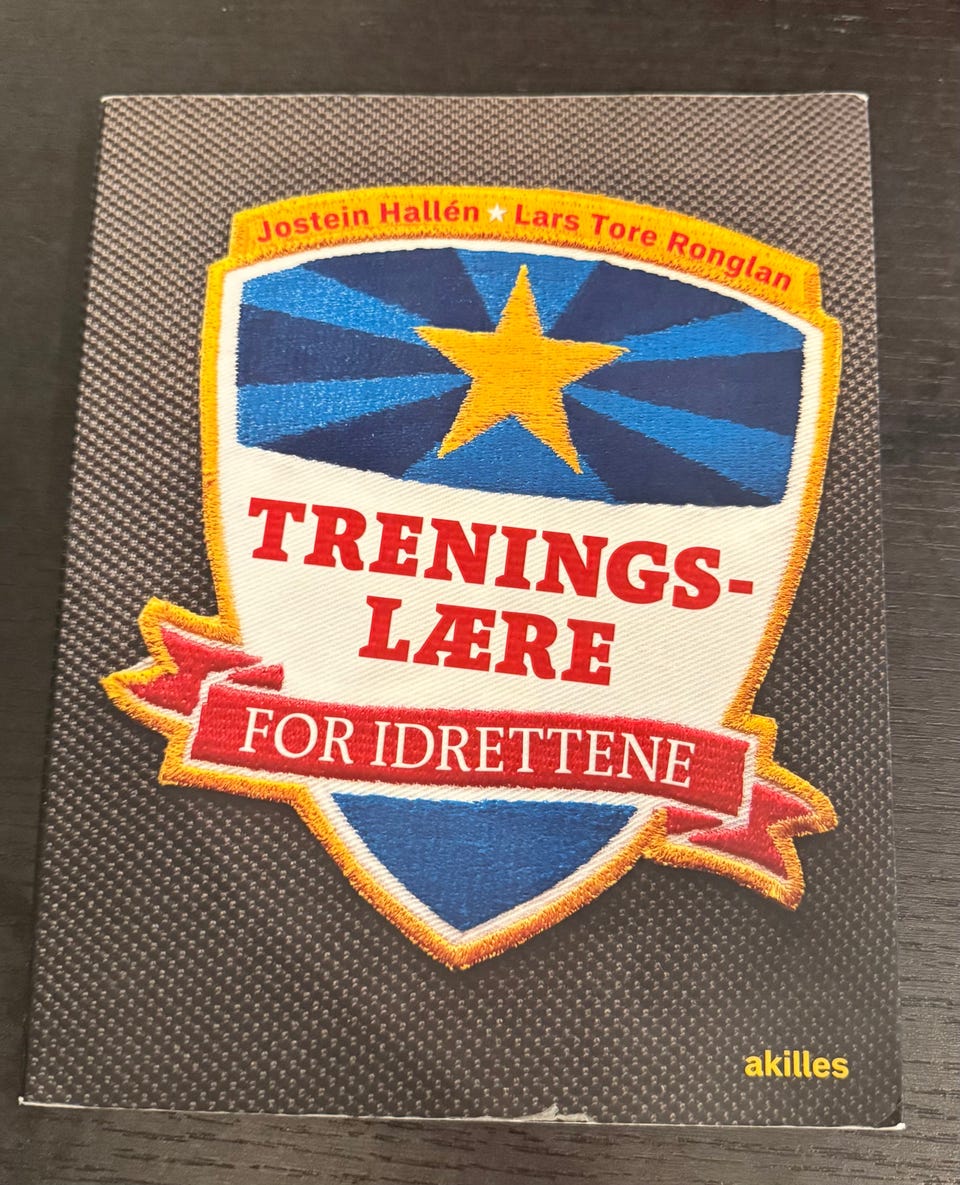 Jostein Hallén ★ Lars Tore Ronglan
TRENINGS-
LÆRE
FOR IDRETTENE
akilles